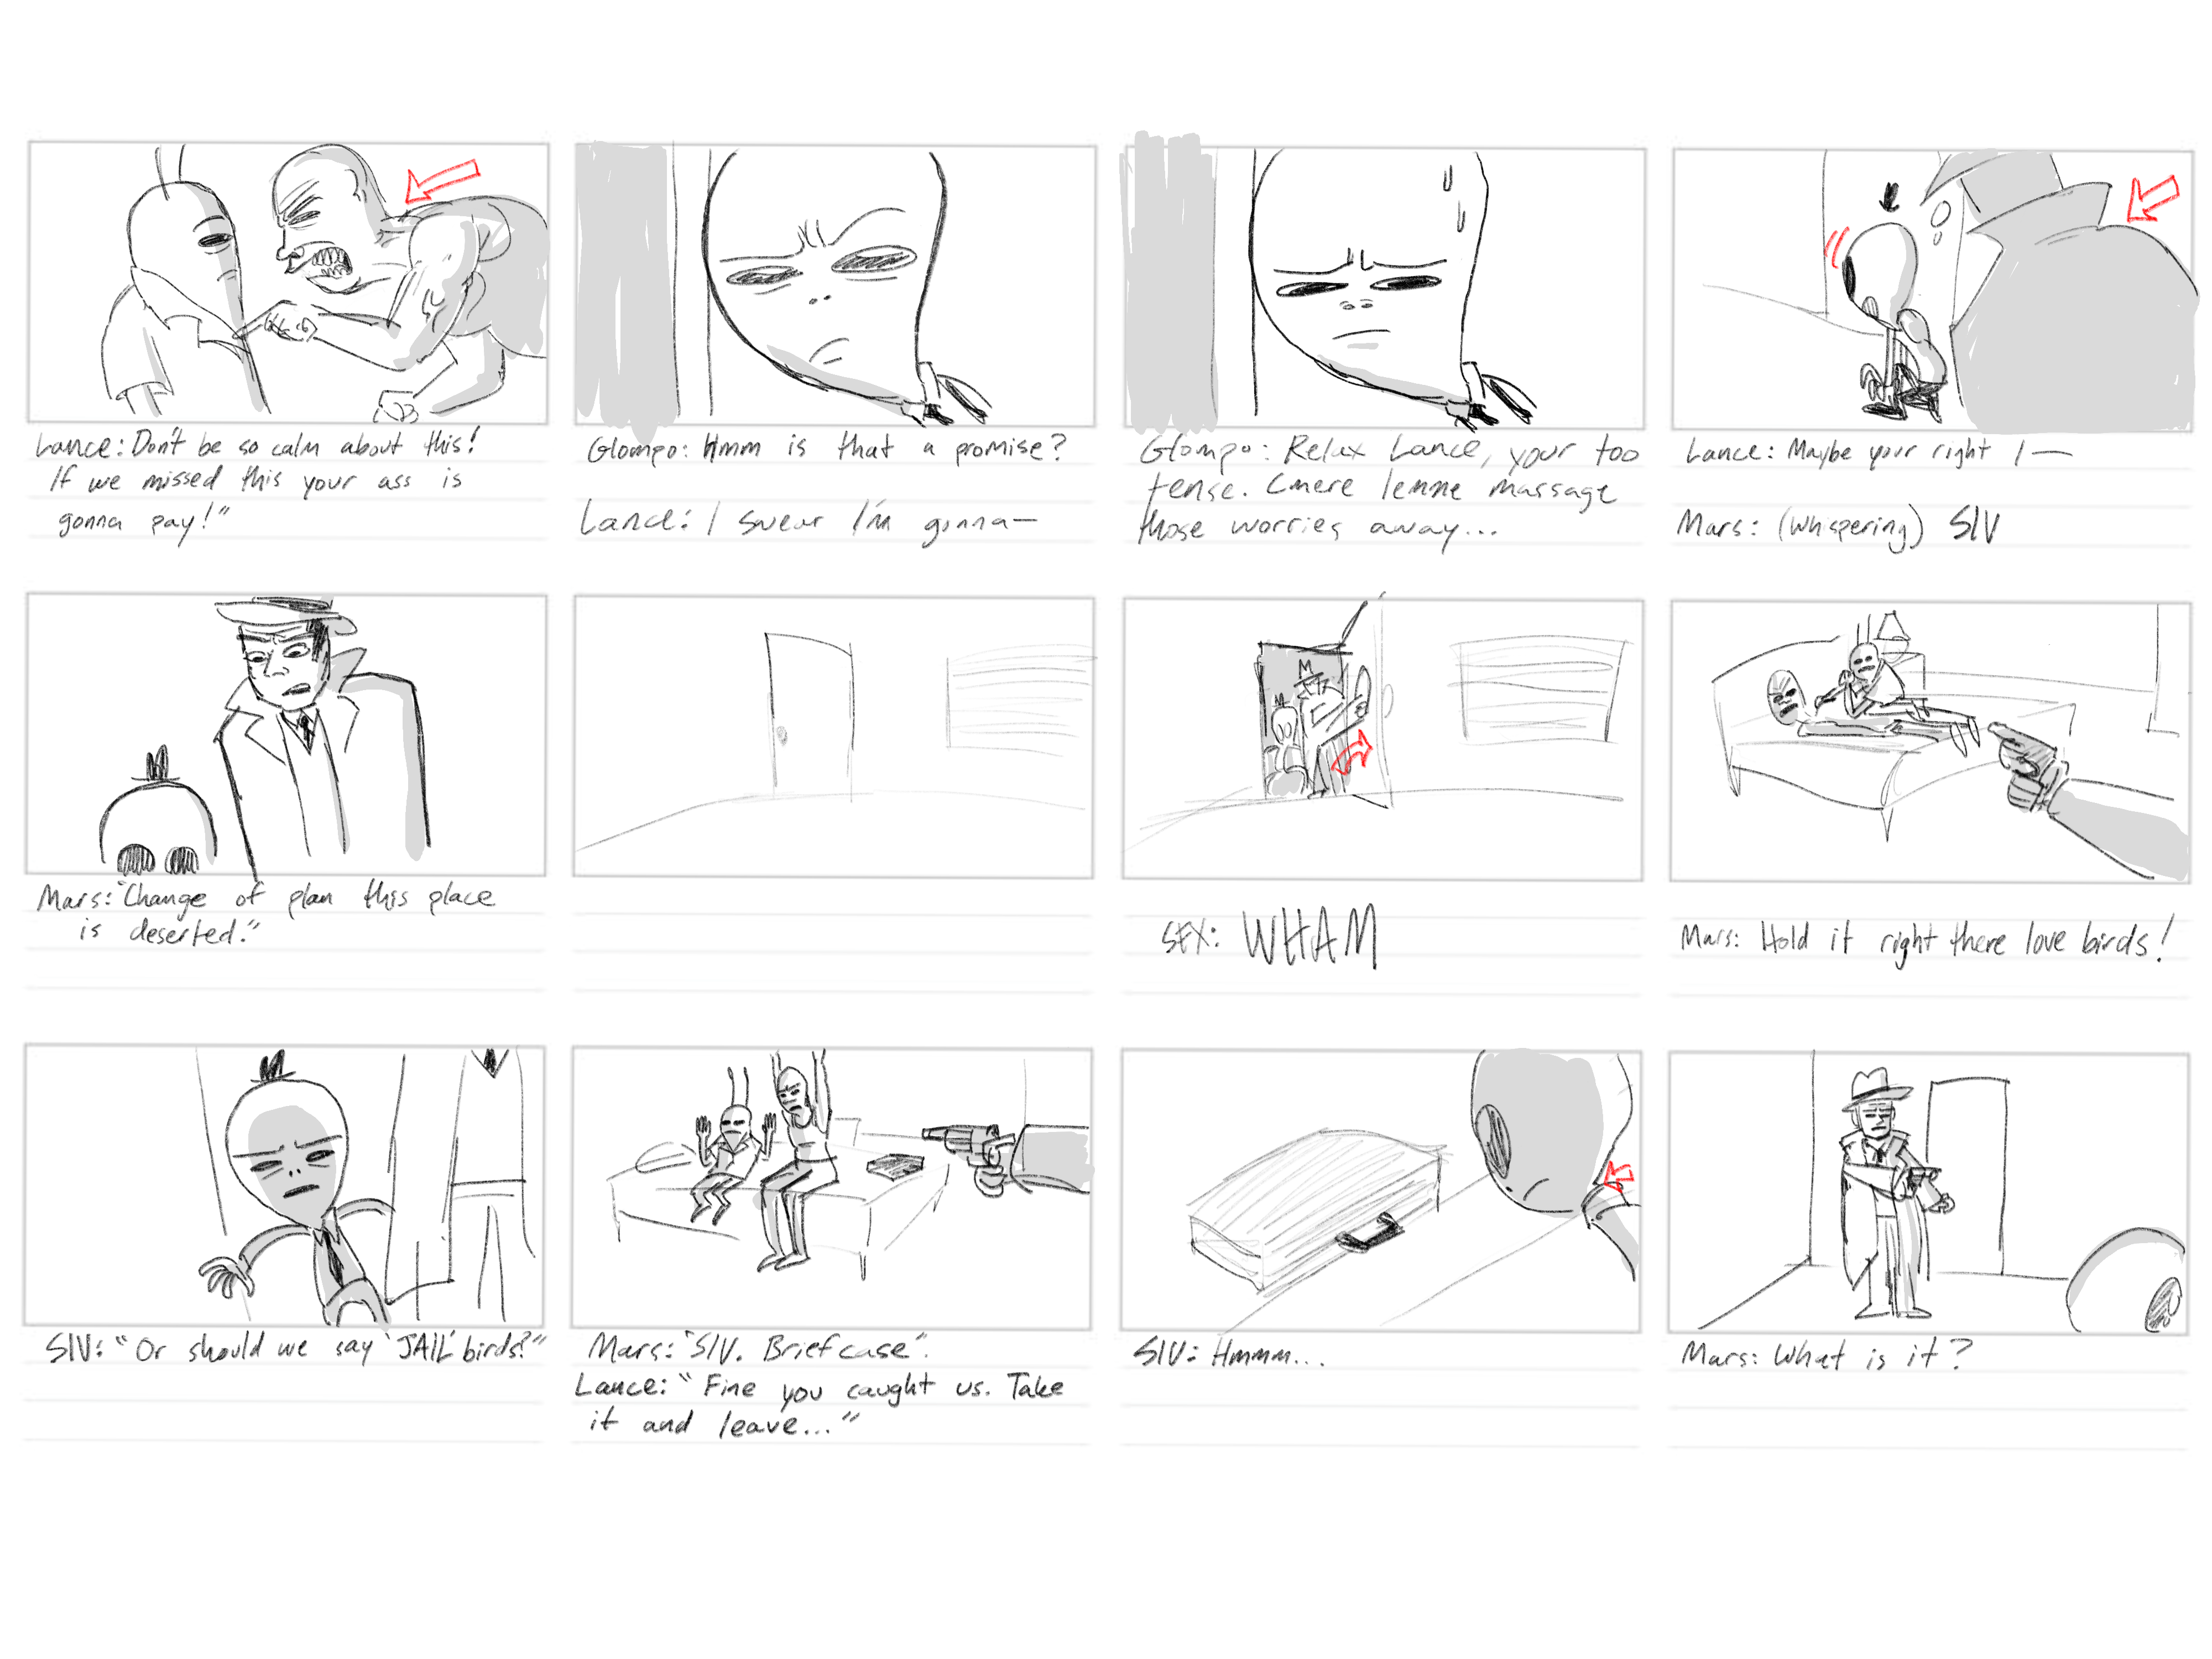 Lance: Don't be so calm about this!
If we missed this your ass is
gonna pay!"
Glompo: Hmm is that a promise?
Lance: I swear I'm gonna—
Glompo: Relax Lance, your too
tense. Cmere lemme massage
those worries away...
Lance: Maybe your right I—
Mars: (whispering) SIV
Mars: "Change of plan this place
is deserted."
SFX: WHAM
Mars: Hold it right there love birds!
SIV: "Or should we say 'JAIL' birds?"
Mars: "SIV. Briefcase".
Lance: "Fine you caught us. Take
it and leave..."
SIV: Hmmm...
Mars: What is it?